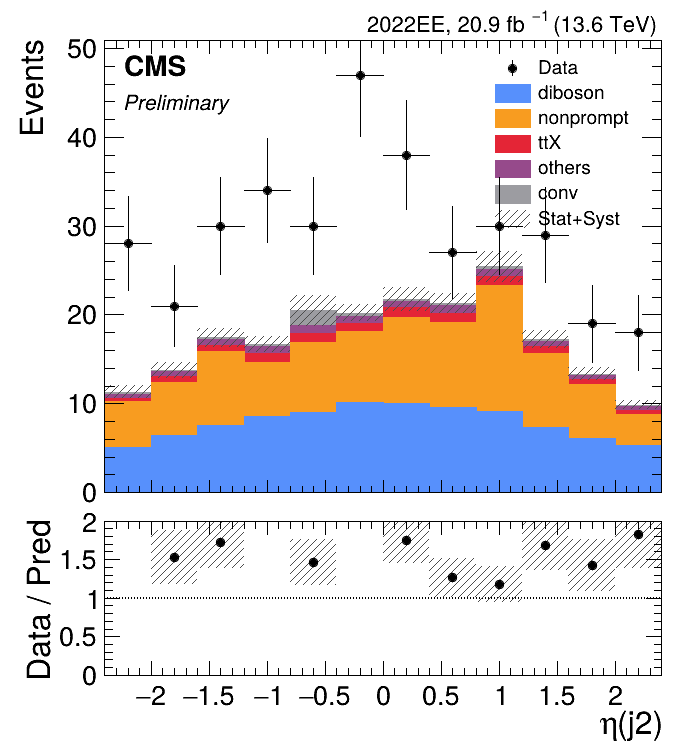 2022EE, 20.9 fb⁻¹ (13.6 TeV)
CMS
Preliminary
Events
50
40
30
20
10
0
Data
diboson
nonprompt
ttX
others
conv
Stat+Syst
Data / Pred
2
1.5
1
0.5
0
−2 −1.5 −1 −0.5 0 0.5 1 1.5 2
η(j2)